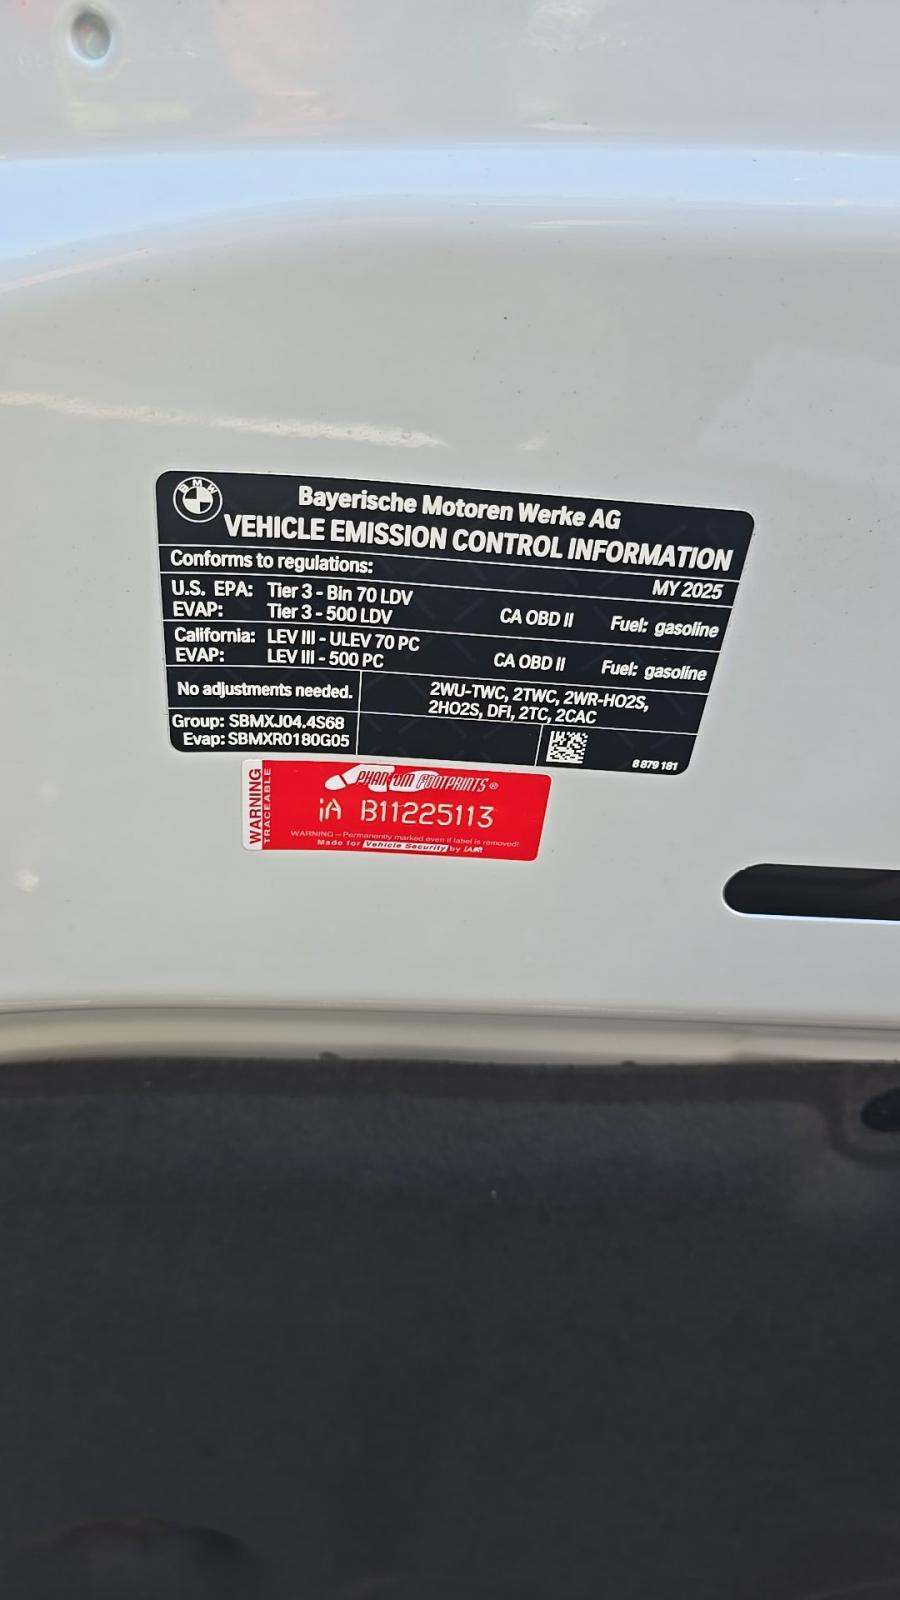 BMW
Bayerische Motoren Werke AG
VEHICLE EMISSION CONTROL INFORMATION
Conforms to regulations:
MY 2025
U.S. EPA: Tier 3 - Bin 70 LDV
EVAP: Tier 3 - 500 LDV
CA OBD II Fuel: gasoline
California: LEV III - ULEV 70 PC
EVAP: LEV III - 500 PC
CA OBD II Fuel: gasoline
No adjustments needed.
2WU-TWC, 2TWC, 2WR-HO2S,
2HO2S, DFI, 2TC, 2CAC
Group: SBMXJ04.4S68
Evap: SBMXR0180G05
8 879 181
WARNING
TRACEABLE
PHANTOM FOOTPRINTS®
iA B11225113
WARNING - Permanently marked even if label is removed!
Made for Vehicle Security by